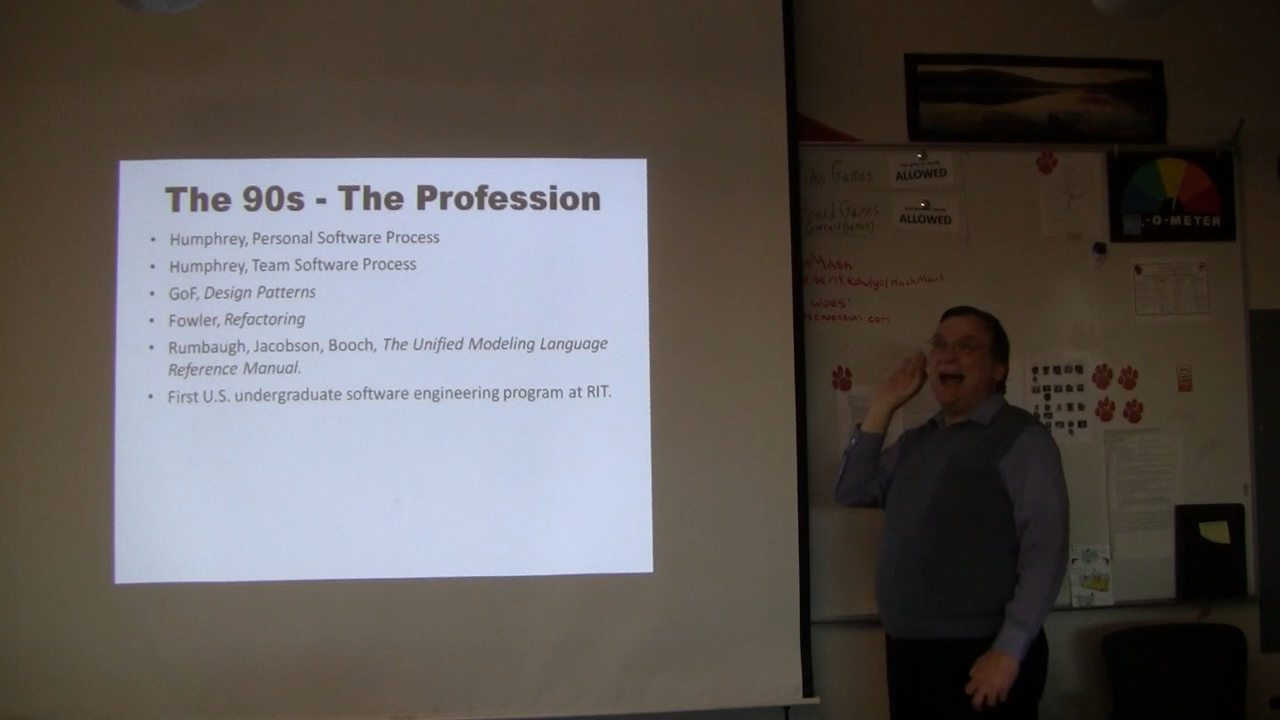 The 90s - The Profession
• Humphrey, Personal Software Process
• Humphrey, Team Software Process
• GoF, Design Patterns
• Fowler, Refactoring
• Rumbaugh, Jacobson, Booch, The Unified Modeling Language
Reference Manual.
• First U.S. undergraduate software engineering program at RIT.
Games
ALLOWED
Board Games
ALLOWED
-O-METER
WOES: